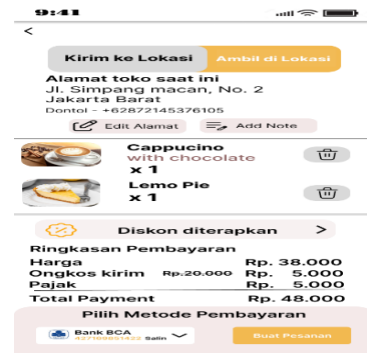 9:41
<
Kirim ke Lokasi
Ambil di Lokasi
Alamat toko saat ini
Jl. Simpang macan, No. 2
Jakarta Barat
Dontol - +62872145376105
Edit Alamat
Add Note
Cappucino
with chocolate
x 1
Lemo Pie
x 1
Diskon diterapkan >
Ringkasan Pembayaran
Harga Rp. 38.000
Ongkos kirim Rp.20.000 Rp. 5.000
Pajak Rp. 5.000
Total Payment Rp. 48.000
Pilih Metode Pembayaran
Bank BCA
Salin
Buat Pesanan